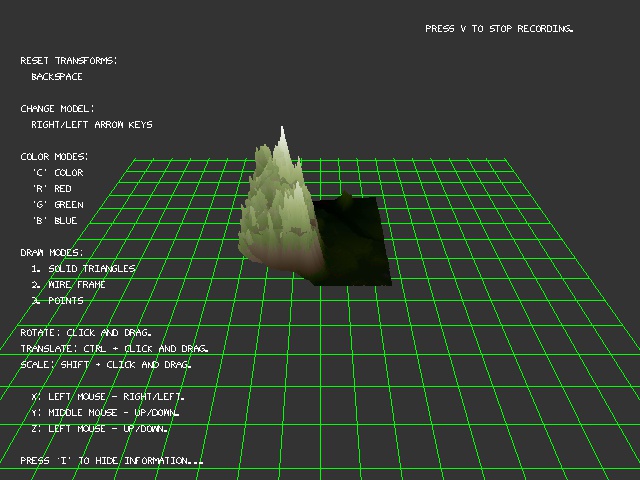 PRESS V TO STOP RECORDING.
RESET TRANSFORMS:
BACKSPACE
CHANGE MODEL:
RIGHT/LEFT ARROW KEYS
COLOR MODES:
'C' COLOR
'R' RED
'G' GREEN
'B' BLUE
DRAW MODES:
1. SOLID TRIANGLES
2. WIRE FRAME
3. POINTS
ROTATE: CLICK AND DRAG.
TRANSLATE: CTRL + CLICK AND DRAG.
SCALE: SHIFT + CLICK AND DRAG.
X: LEFT MOUSE - RIGHT/LEFT.
Y: MIDDLE MOUSE - UP/DOWN.
Z: LEFT MOUSE - UP/DOWN.
PRESS 'I' TO HIDE INFORMATION...